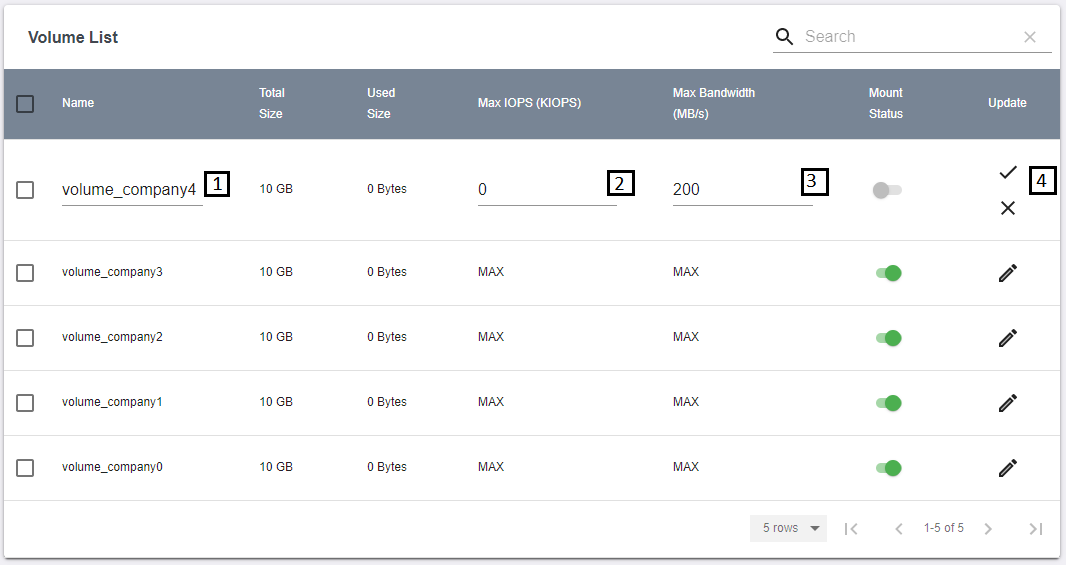 Volume List
Search
Name Total Size Used Size Max IOPS (KIOPS) Max Bandwidth (MB/s) Mount Status Update
volume_company4 1 10 GB 0 Bytes 0 2 200 3 4
volume_company3 10 GB 0 Bytes MAX MAX
volume_company2 10 GB 0 Bytes MAX MAX
volume_company1 10 GB 0 Bytes MAX MAX
volume_company0 10 GB 0 Bytes MAX MAX
5 rows 1-5 of 5